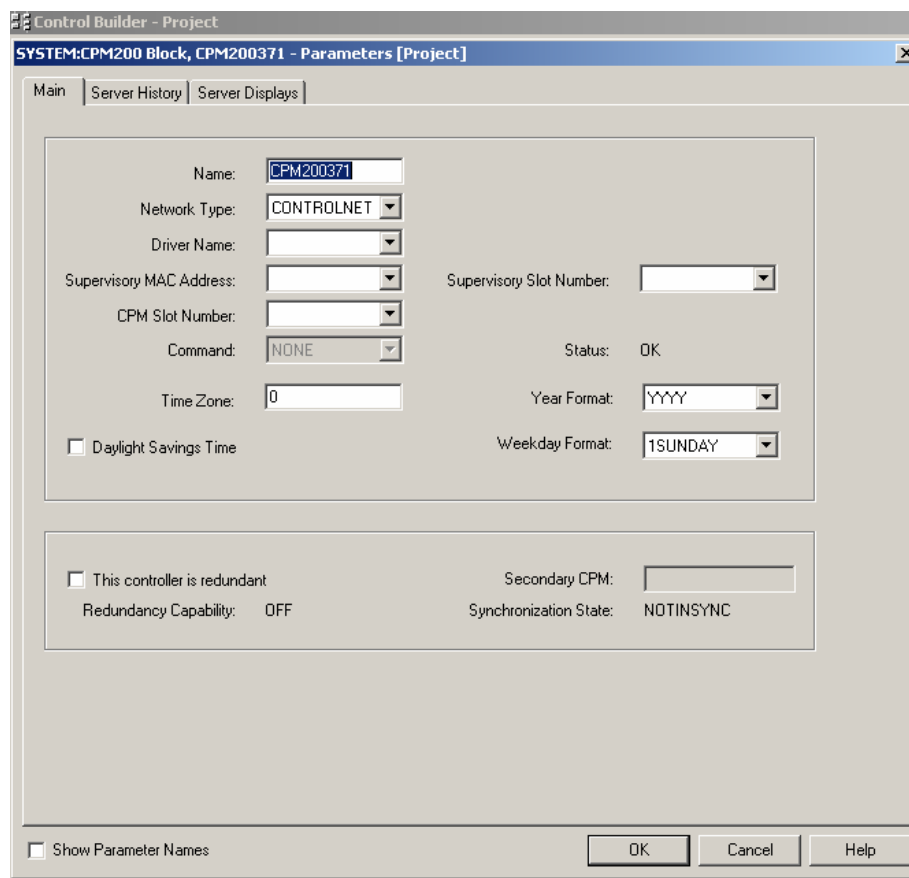 Control Builder - Project
SYSTEM:CPM200 Block, CPM200371 - Parameters [Project]
Main Server History Server Displays
Name: CPM200371
Network Type: CONTROLNET
Driver Name:
Supervisory MAC Address: Supervisory Slot Number:
CPM Slot Number:
Command: NONE Status: OK
Time Zone: 0 Year Format: YYYY
Daylight Savings Time Weekday Format: 1SUNDAY
This controller is redundant Secondary CPM:
Redundancy Capability: OFF Synchronization State: NOTINSYNC
Show Parameter Names OK Cancel Help